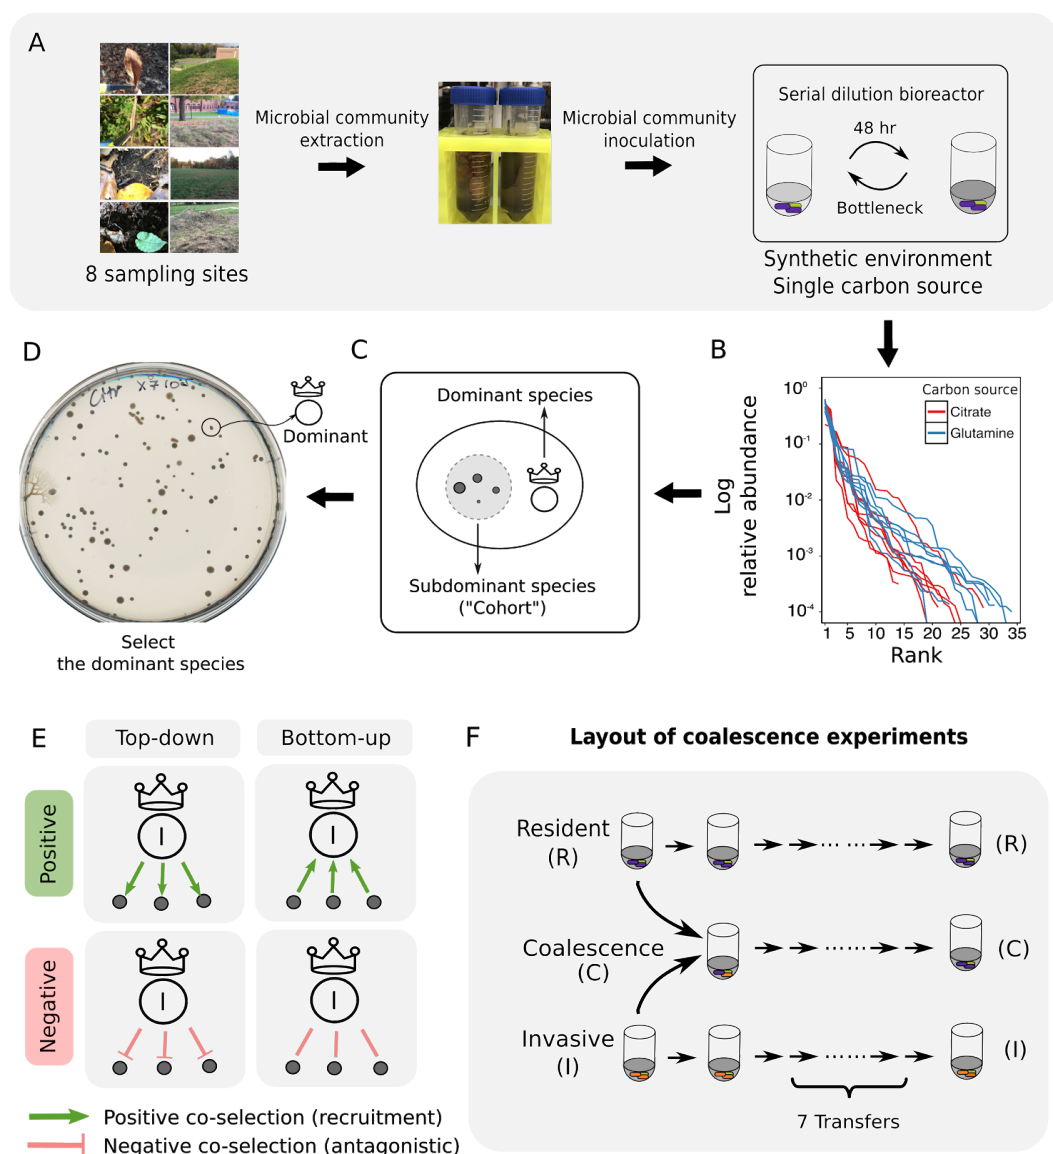 A
Microbial community
extraction
Microbial community
inoculation
Serial dilution bioreactor
48 hr
Bottleneck
8 sampling sites
Synthetic environment
Single carbon source
D
Dominant
Select
the dominant species
C
Dominant species
Subdominant species
("Cohort")
B
Log
relative abundance
10⁰
10⁻¹
10⁻²
10⁻³
10⁻⁴
Carbon source
Citrate
Glutamine
1 5 10 15 20 25 30 35
Rank
E
Top-down
Bottom-up
Positive
I
I
Negative
I
I
Positive co-selection (recruitment)
Negative co-selection (antagonistic)
F
Layout of coalescence experiments
Resident
(R)
(R)
Coalescence
(C)
(C)
Invasive
(I)
(I)
7 Transfers